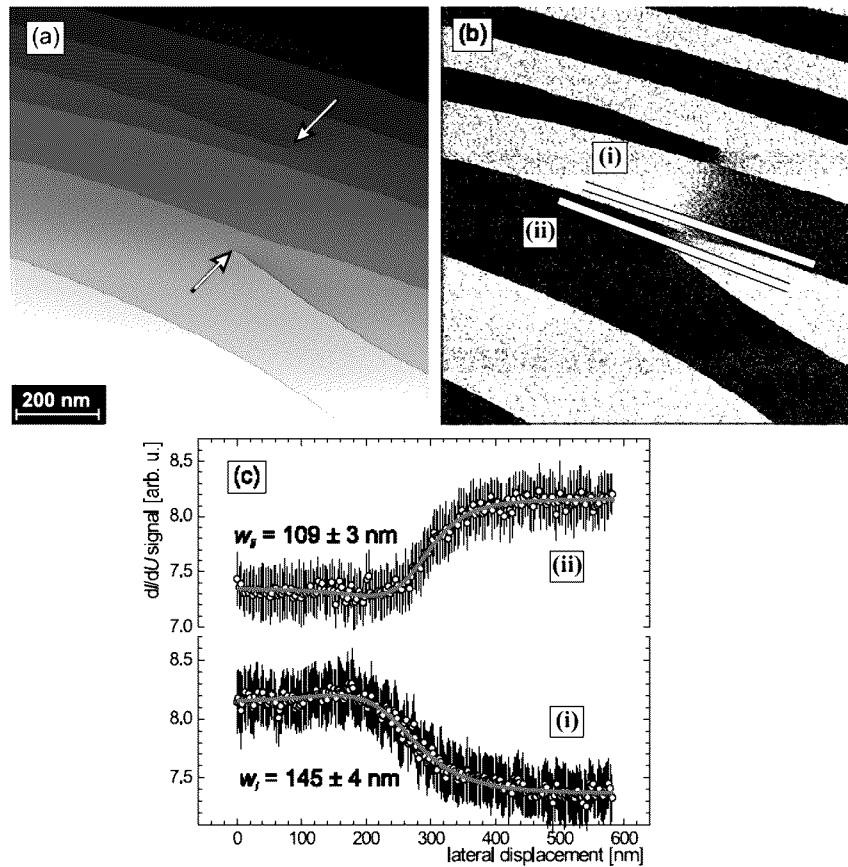 (a)
200 nm
(b)
(i)
(ii)
(c)
dI/dU signal [arb. u.]
8,5
8.0
7.5
7.0
w_ii = 109 ± 3 nm
(ii)
8.5
8.0
7.5
w_i = 145 ± 4 nm
(i)
0 100 200 300 400 500 600
lateral displacement [nm]